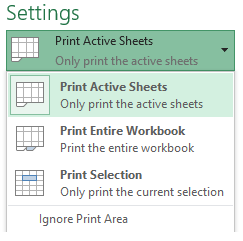 Settings
Print Active Sheets
Only print the active sheets
Print Active Sheets
Only print the active sheets
Print Entire Workbook
Print the entire workbook
Print Selection
Only print the current selection
Ignore Print Area